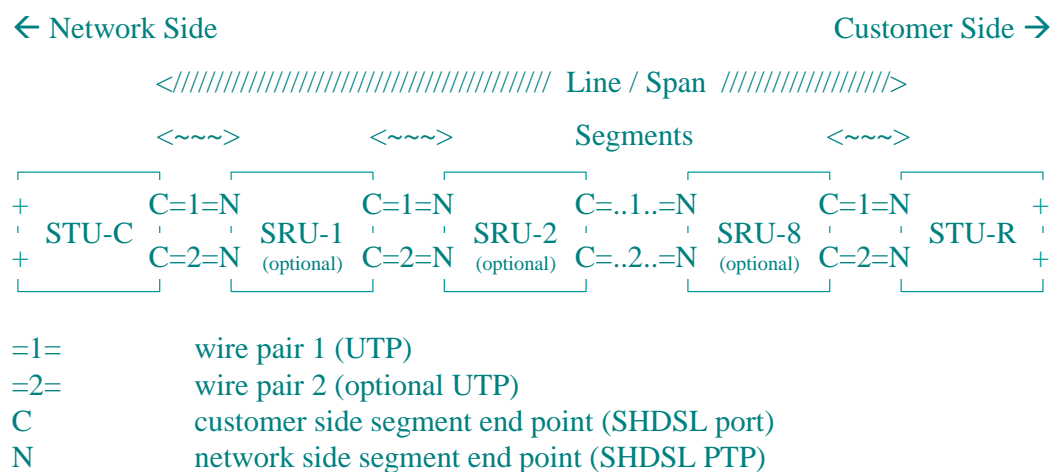 ← Network Side Customer Side →
<///////////////////////////////////////////// Line / Span ////////////////////>
<~~~> <~~~> Segments <~~~>
+ C=1=N C=1=N C=..1..=N C=1=N +
STU-C SRU-1 SRU-2 SRU-8 STU-R
+ C=2=N (optional) C=2=N (optional) C=..2..=N (optional) C=2=N +
=1= wire pair 1 (UTP)
=2= wire pair 2 (optional UTP)
C customer side segment end point (SHDSL port)
N network side segment end point (SHDSL PTP)